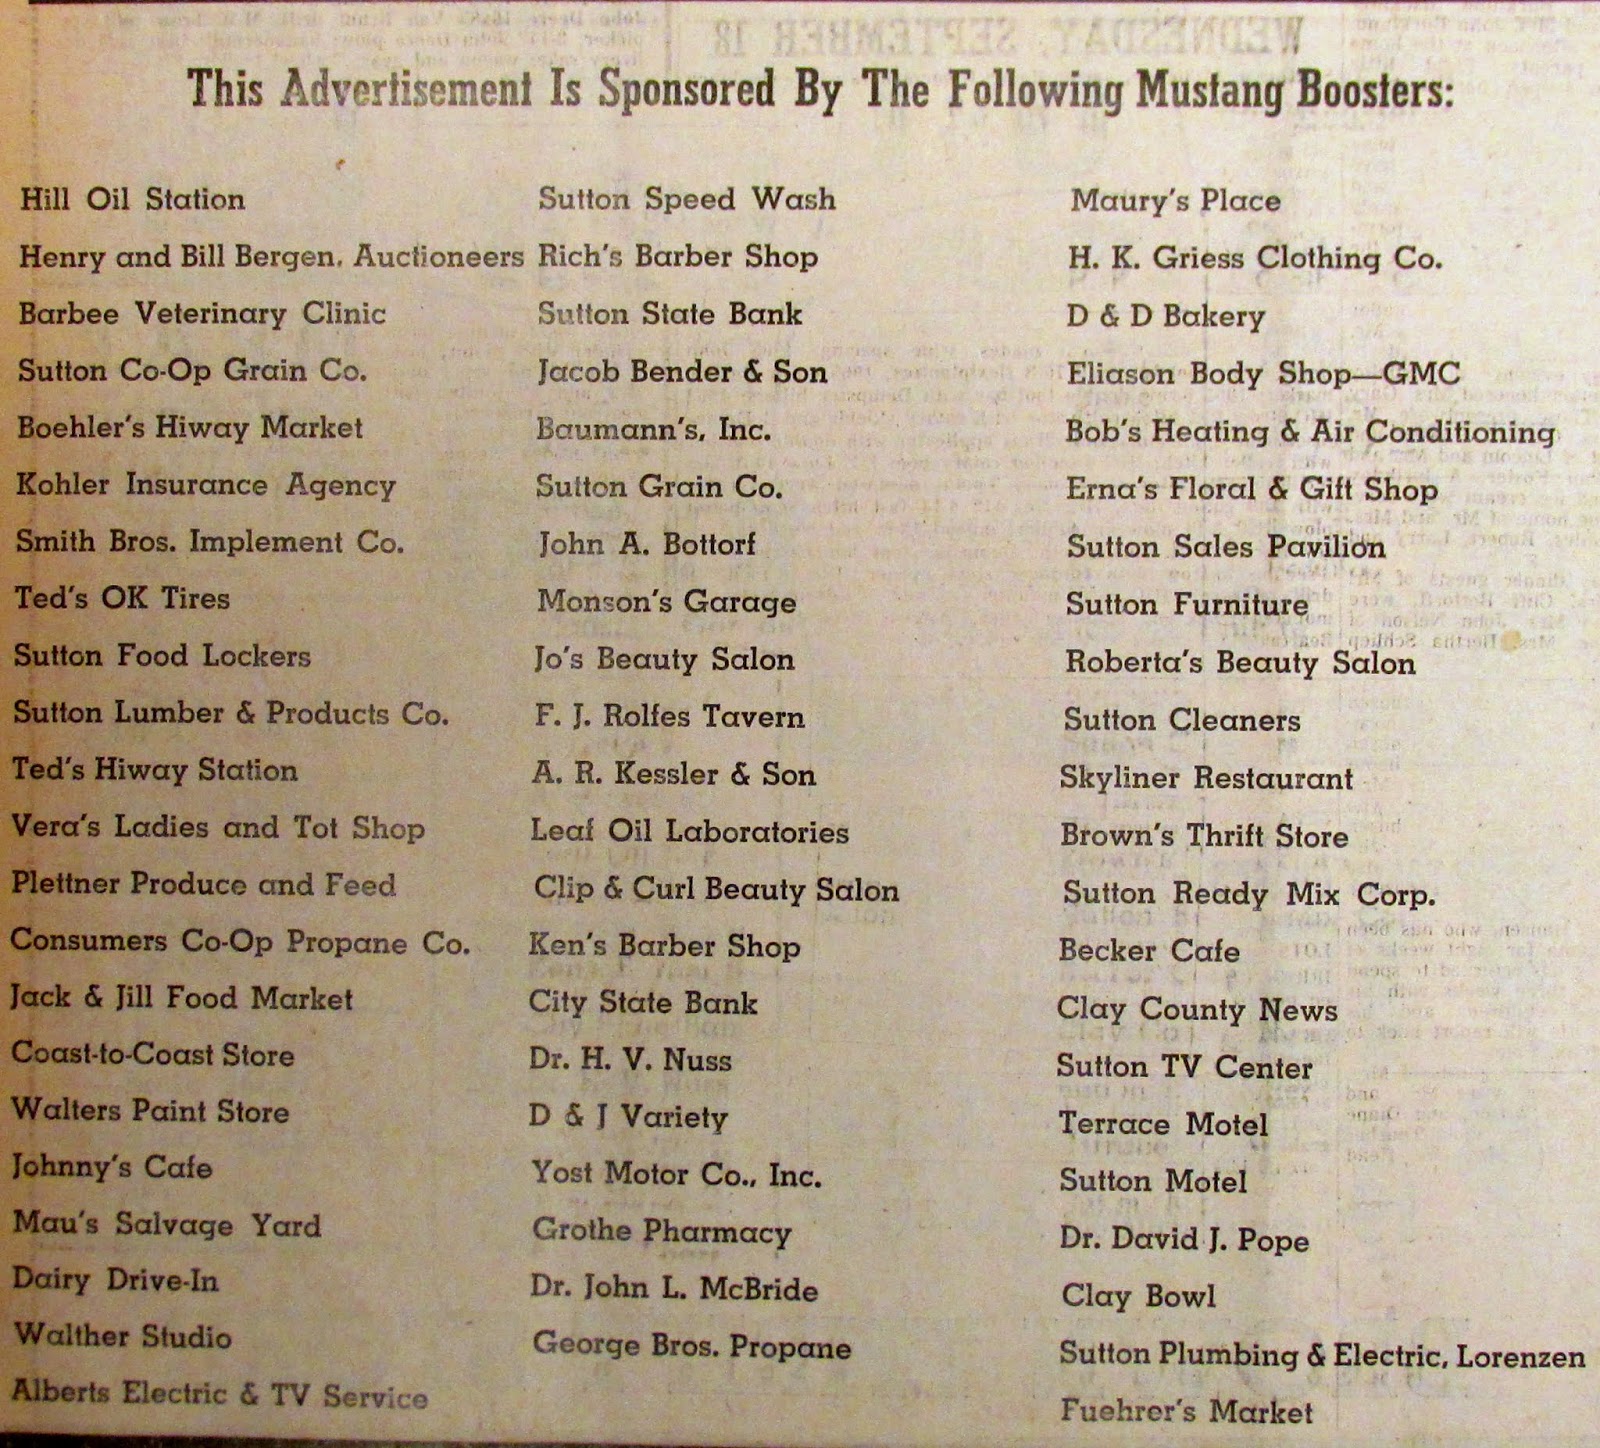 WEDNESDAY, SEPTEMBER 18
This Advertisement Is Sponsored By The Following Mustang Boosters:
Hill Oil Station
Henry and Bill Bergen, Auctioneers
Barbee Veterinary Clinic
Sutton Co-Op Grain Co.
Boehler's Hiway Market
Kohler Insurance Agency
Smith Bros. Implement Co.
Ted's OK Tires
Sutton Food Lockers
Sutton Lumber & Products Co.
Ted's Hiway Station
Vera's Ladies and Tot Shop
Plettner Produce and Feed
Consumers Co-Op Propane Co.
Jack & Jill Food Market
Coast-to-Coast Store
Walters Paint Store
Johnny's Cafe
Mau's Salvage Yard
Dairy Drive-In
Walther Studio
Alberts Electric & TV Service
Sutton Speed Wash
Rich's Barber Shop
Sutton State Bank
Jacob Bender & Son
Baumann's, Inc.
Sutton Grain Co.
John A. Bottorf
Monson's Garage
Jo's Beauty Salon
F. J. Rolfes Tavern
A. R. Kessler & Son
Leaf Oil Laboratories
Clip & Curl Beauty Salon
Ken's Barber Shop
City State Bank
Dr. H. V. Nuss
D & J Variety
Yost Motor Co., Inc.
Grothe Pharmacy
Dr. John L. McBride
George Bros. Propane
Maury's Place
H. K. Griess Clothing Co.
D & D Bakery
Eliason Body Shop—GMC
Bob's Heating & Air Conditioning
Erna's Floral & Gift Shop
Sutton Sales Pavilion
Sutton Furniture
Roberta's Beauty Salon
Sutton Cleaners
Skyliner Restaurant
Brown's Thrift Store
Sutton Ready Mix Corp.
Becker Cafe
Clay County News
Sutton TV Center
Terrace Motel
Sutton Motel
Dr. David J. Pope
Clay Bowl
Sutton Plumbing & Electric, Lorenzen
Fuehrer's Market